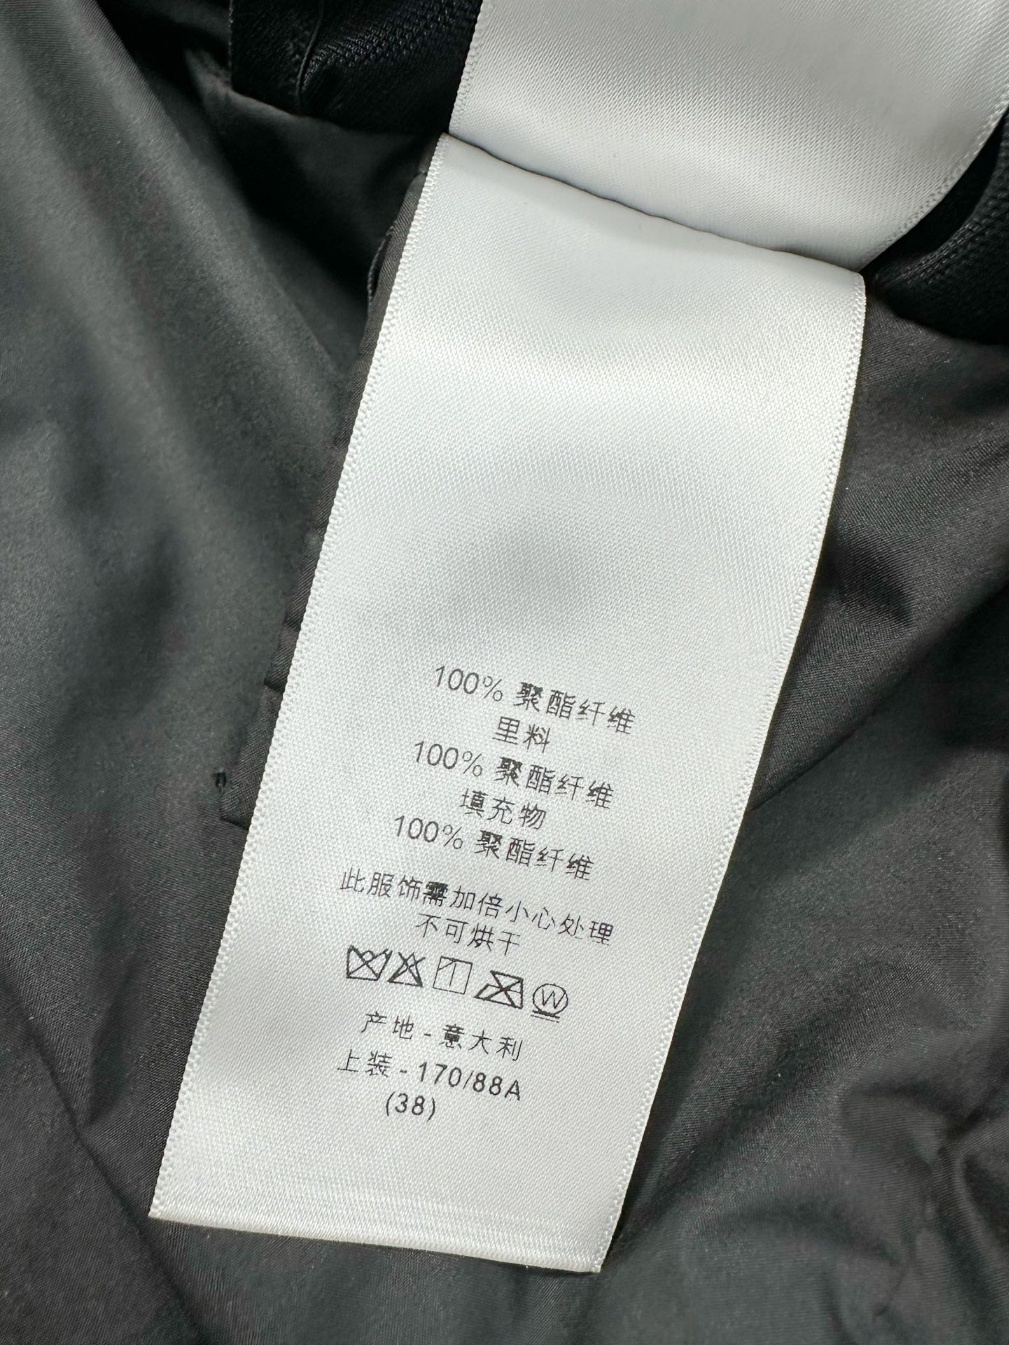 100% 聚酯纤维
里料
100% 聚酯纤维
填充物
100% 聚酯纤维
此服饰需加倍小心处理
不可烘干
W
产地 - 意大利
上装 - 170/88A
(38)